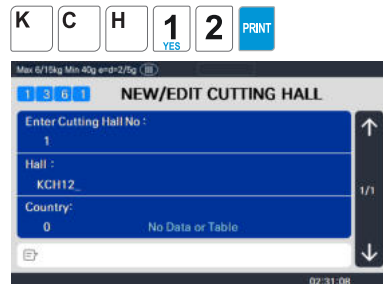 K C H 1 YES 2 PRINT
Max 6/15kg Min 40g e=d=2/5g (III)
1 3 6 1 NEW/EDIT CUTTING HALL
Enter Cutting Hall No :
1
Hall :
KCH12_
1/1
Country:
0 No Data or Table
02:31:08